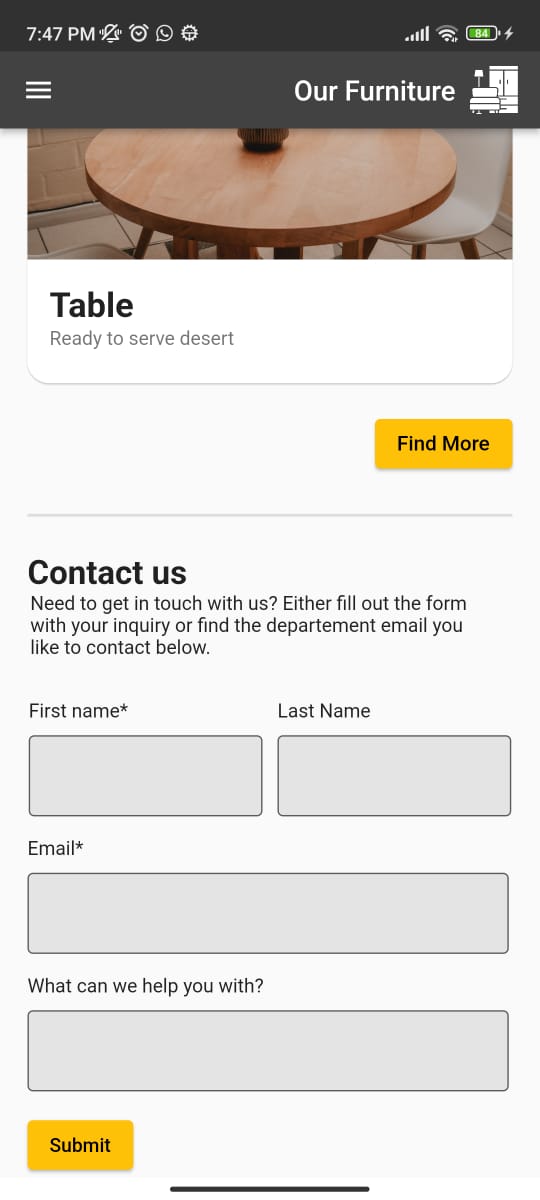 7:47 PM
84
Our Furniture
Table
Ready to serve desert
Find More
Contact us
Need to get in touch with us? Either fill out the form
with your inquiry or find the departement email you
like to contact below.
First name*
Last Name
Email*
What can we help you with?
Submit